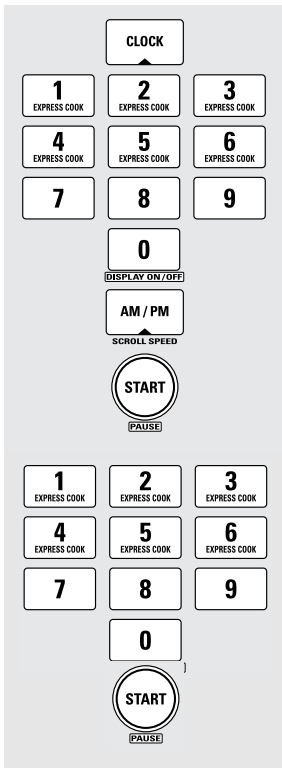 CLOCK
1 2 3
EXPRESS COOK EXPRESS COOK EXPRESS COOK
4 5 6
EXPRESS COOK EXPRESS COOK EXPRESS COOK
7 8 9
0
DISPLAY ON/OFF
AM / PM
SCROLL SPEED
START
PAUSE
1 2 3
EXPRESS COOK EXPRESS COOK EXPRESS COOK
4 5 6
EXPRESS COOK EXPRESS COOK EXPRESS COOK
7 8 9
0
START
PAUSE